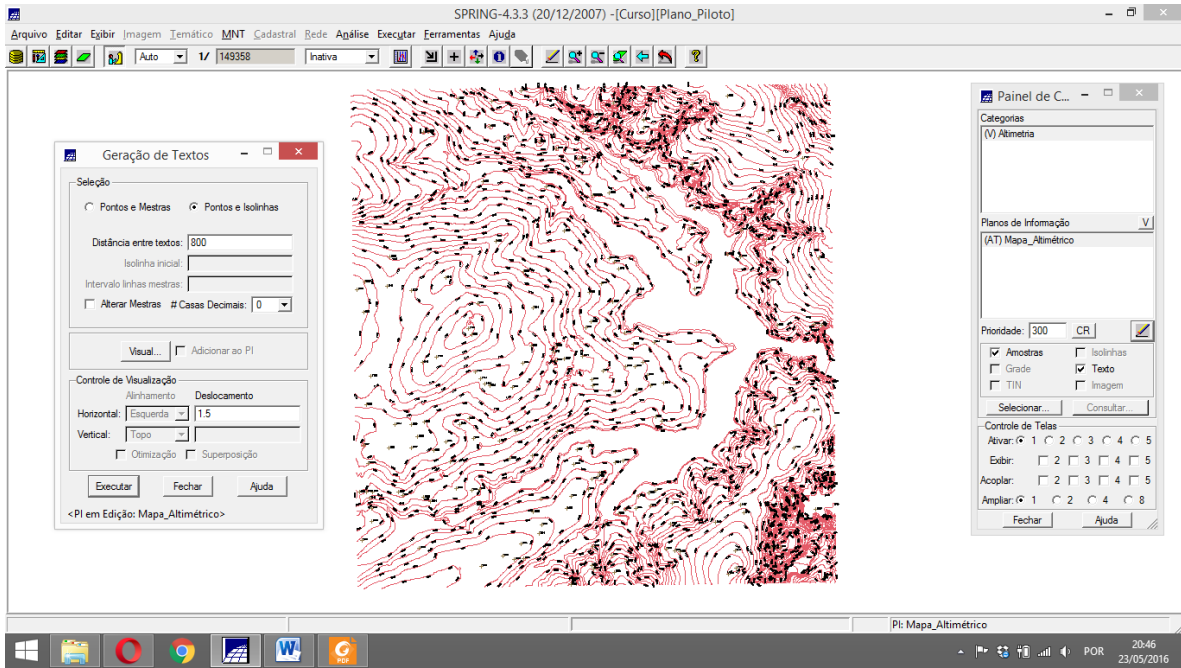 SPRING-4.3.3 (20/12/2007) -[Curso][Plano_Piloto]
Arquivo Editar Exibir Imagem Temático MNT Cadastral Rede Análise Executar Ferramentas Ajuda
Auto 1/ 149358 Inativa
Geração de Textos
Seleção
Pontos e Mestras Pontos e Isolinhas
Distância entre textos: 800
Isolinha inicial:
Intervalo linhas mestras:
Alterar Mestras # Casas Decimais: 0
Visual... Adicionar ao PI
Controle de Visualização
Alinhamento Deslocamento
Horizontal: Esquerda 1.5
Vertical: Topo
Otimização Superposição
Executar Fechar Ajuda
<PI em Edição: Mapa_Altimétrico>
Painel de C...
Categorias
(V) Altimetria
Planos de Informação V
(AT) Mapa_Altimétrico
Prioridade: 300 CR
Amostras Isolinhas
Grade Texto
TIN Imagem
Selecionar... Consultar...
Controle de Telas
Ativar: 1 2 3 4 5
Exibir: 2 3 4 5
Acoplar: 2 3 4 5
Ampliar: 1 2 4 8
Fechar Ajuda
PI: Mapa_Altimétrico
PDF
POR
20:46
23/05/2016